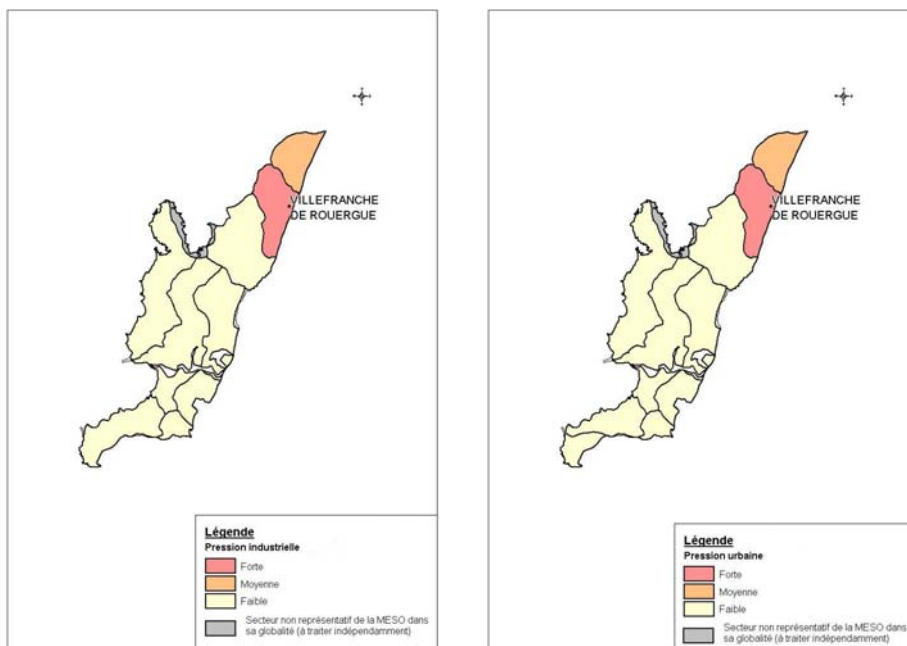 VILLEFRANCHE
DE ROUERGUE
Légende
Pression industrielle
Forte
Moyenne
Faible
Secteur non représentatif de la MESO dans
sa globalité (à traiter indépendamment)
VILLEFRANCHE
DE ROUERGUE
Légende
Pression urbaine
Forte
Moyenne
Faible
Secteur non représentatif de la MESO dans
sa globalité (à traiter indépendamment)